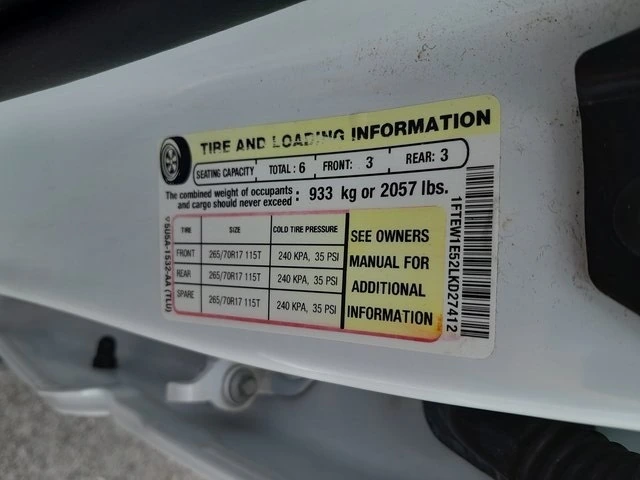 TIRE AND LOADING INFORMATION
SEATING CAPACITY TOTAL : 6 FRONT: 3 REAR: 3
The combined weight of occupants and cargo should never exceed : 933 kg or 2057 lbs.
TIRE SIZE COLD TIRE PRESSURE
FRONT 265/70R17 115T 240 KPA, 35 PSI
REAR 265/70R17 115T 240 KPA, 35 PSI
SPARE 265/70R17 115T 240 KPA, 35 PSI
SEE OWNERS
MANUAL FOR
ADDITIONAL
INFORMATION
1FTEW1E52LKD27412